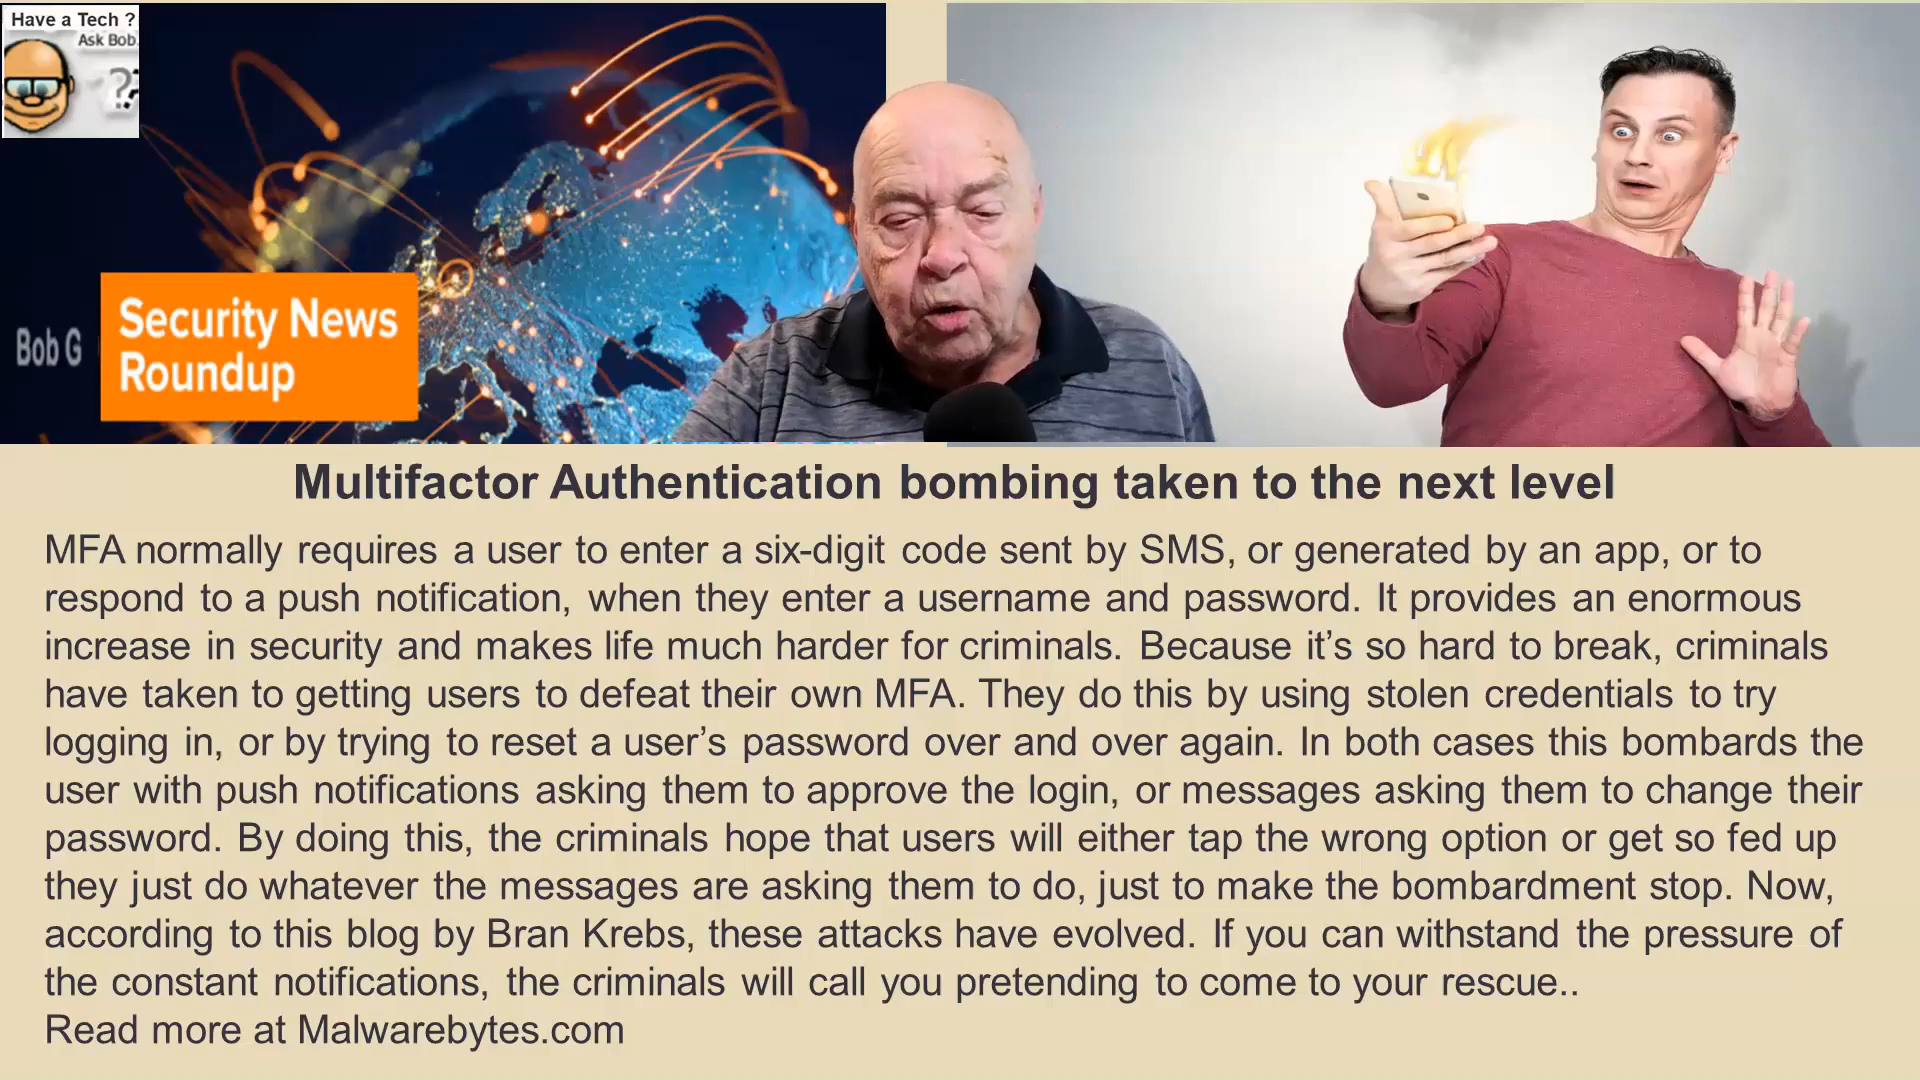 Have a Tech ?
Ask Bob
??
Bob G
Security News
Roundup
Multifactor Authentication bombing taken to the next level
MFA normally requires a user to enter a six-digit code sent by SMS, or generated by an app, or to
respond to a push notification, when they enter a username and password. It provides an enormous
increase in security and makes life much harder for criminals. Because it’s so hard to break, criminals
have taken to getting users to defeat their own MFA. They do this by using stolen credentials to try
logging in, or by trying to reset a user’s password over and over again. In both cases this bombards the
user with push notifications asking them to approve the login, or messages asking them to change their
password. By doing this, the criminals hope that users will either tap the wrong option or get so fed up
they just do whatever the messages are asking them to do, just to make the bombardment stop. Now,
according to this blog by Bran Krebs, these attacks have evolved. If you can withstand the pressure of
the constant notifications, the criminals will call you pretending to come to your rescue..
Read more at Malwarebytes.com